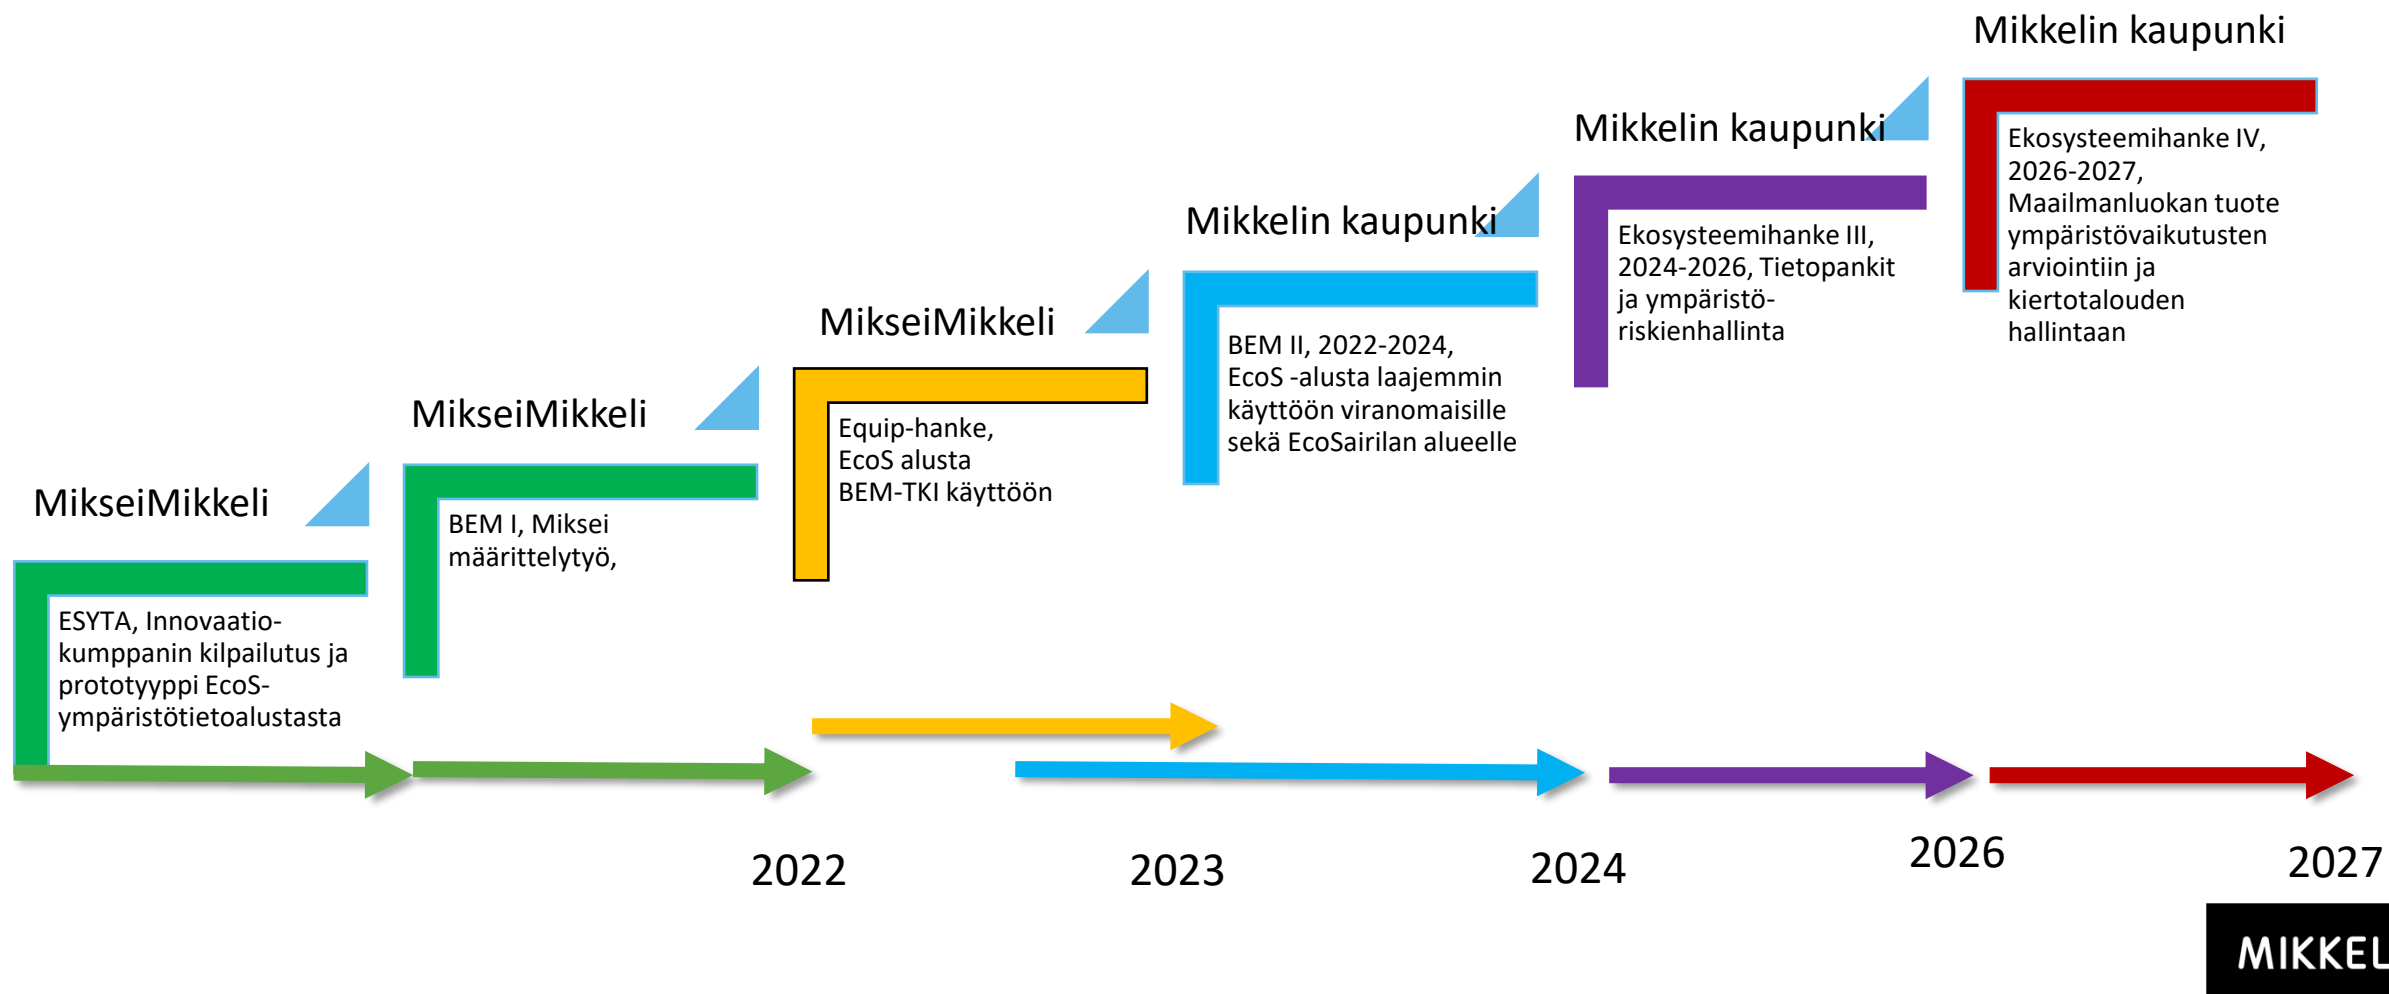 MikseiMikkeli
ESYTA, Innovaatio-
kumppanin kilpailutus ja
prototyyppi EcoS-
ympäristötietoalustasta
MikseiMikkeli
BEM I, Miksei
määrittelytyö,
MikseiMikkeli
Equip-hanke,
EcoS alusta
BEM-TKI käyttöön
Mikkelin kaupunki
BEM II, 2022-2024,
EcoS -alusta laajemmin
käyttöön viranomaisille
sekä EcoSairilan alueelle
Mikkelin kaupunki
Ekosysteemihanke III,
2024-2026, Tietopankit
ja ympäristö-
riskienhallinta
Mikkelin kaupunki
Ekosysteemihanke IV,
2026-2027,
Maailmanluokan tuote
ympäristövaikutusten
arviointiin ja
kiertotalouden
hallintaan
2022
2023
2024
2026
2027
MIKKEL